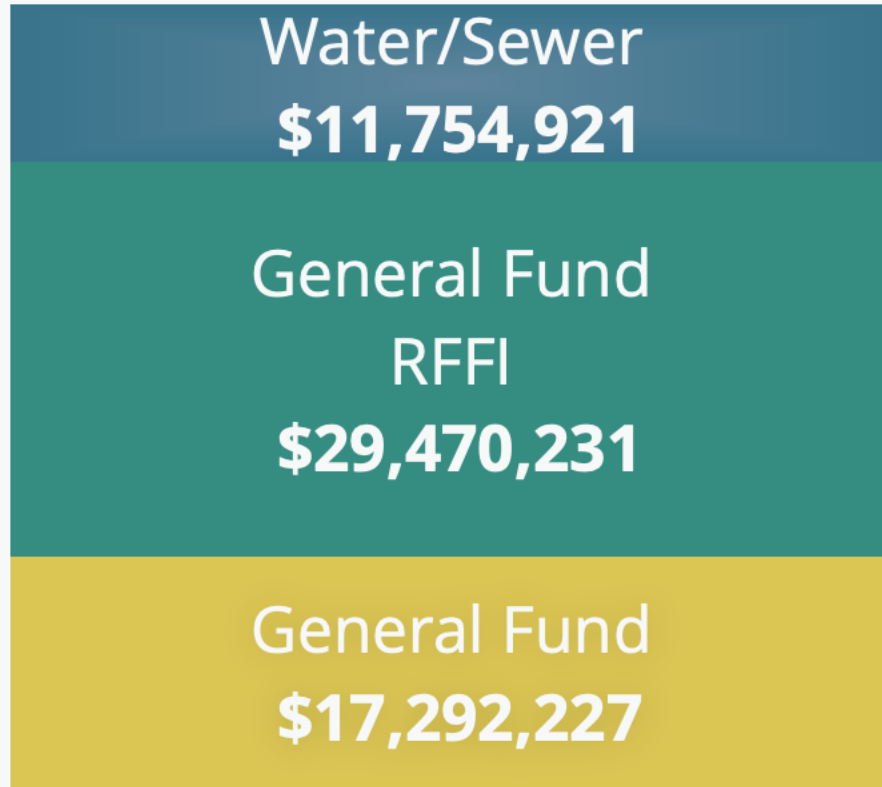 Water/Sewer
$11,754,921
General Fund
RFFI
$29,470,231
General Fund
$17,292,227